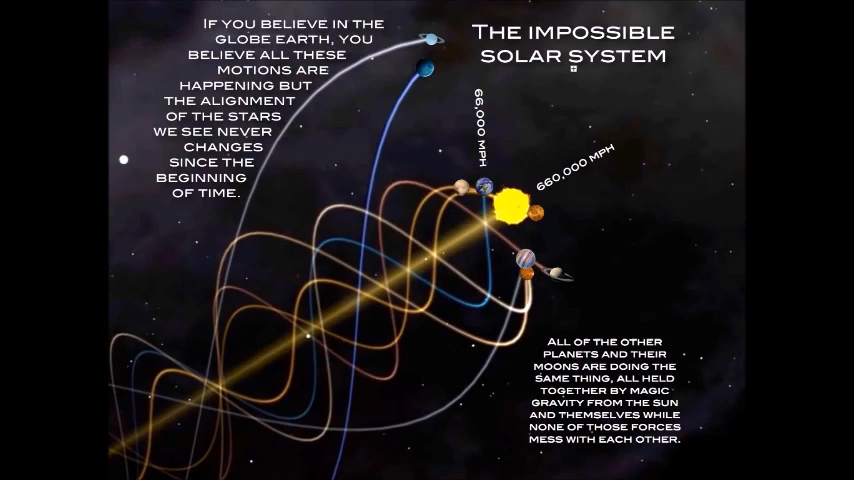 IF YOU BELIEVE IN THE
GLOBE EARTH, YOU
BELIEVE ALL THESE
MOTIONS ARE
HAPPENING BUT
THE ALIGNMENT
OF THE STARS
WE SEE NEVER
CHANGES
SINCE THE
BEGINNING
OF TIME.
THE IMPOSSIBLE
SOLAR SYSTEM
66,000 MPH
660,000 MPH
ALL OF THE OTHER
PLANETS AND THEIR
MOONS ARE DOING THE
SAME THING, ALL HELD
TOGETHER BY MAGIC
GRAVITY FROM THE SUN
AND THEMSELVES WHILE
NONE OF THOSE FORCES
MESS WITH EACH OTHER.